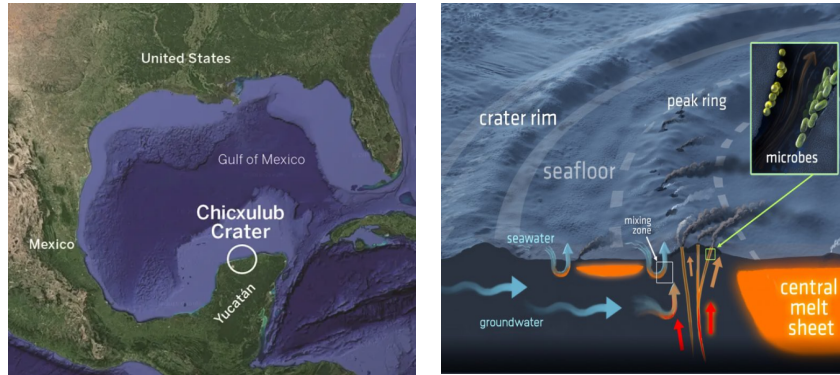 United States
Gulf of Mexico
Chicxulub
Crater
Mexico
Yucatán
crater rim
peak ring
microbes
seafloor
mixing
zone
seawater
groundwater
central
melt
sheet